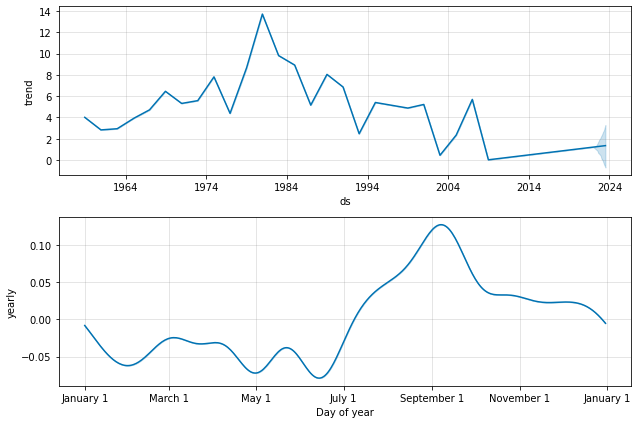 14
12
10
8
6
4
2
0
trend
1964 1974 1984 1994 2004 2014 2024
ds
0.10
0.05
0.00
−0.05
yearly
January 1 March 1 May 1 July 1 September 1 November 1 January 1
Day of year